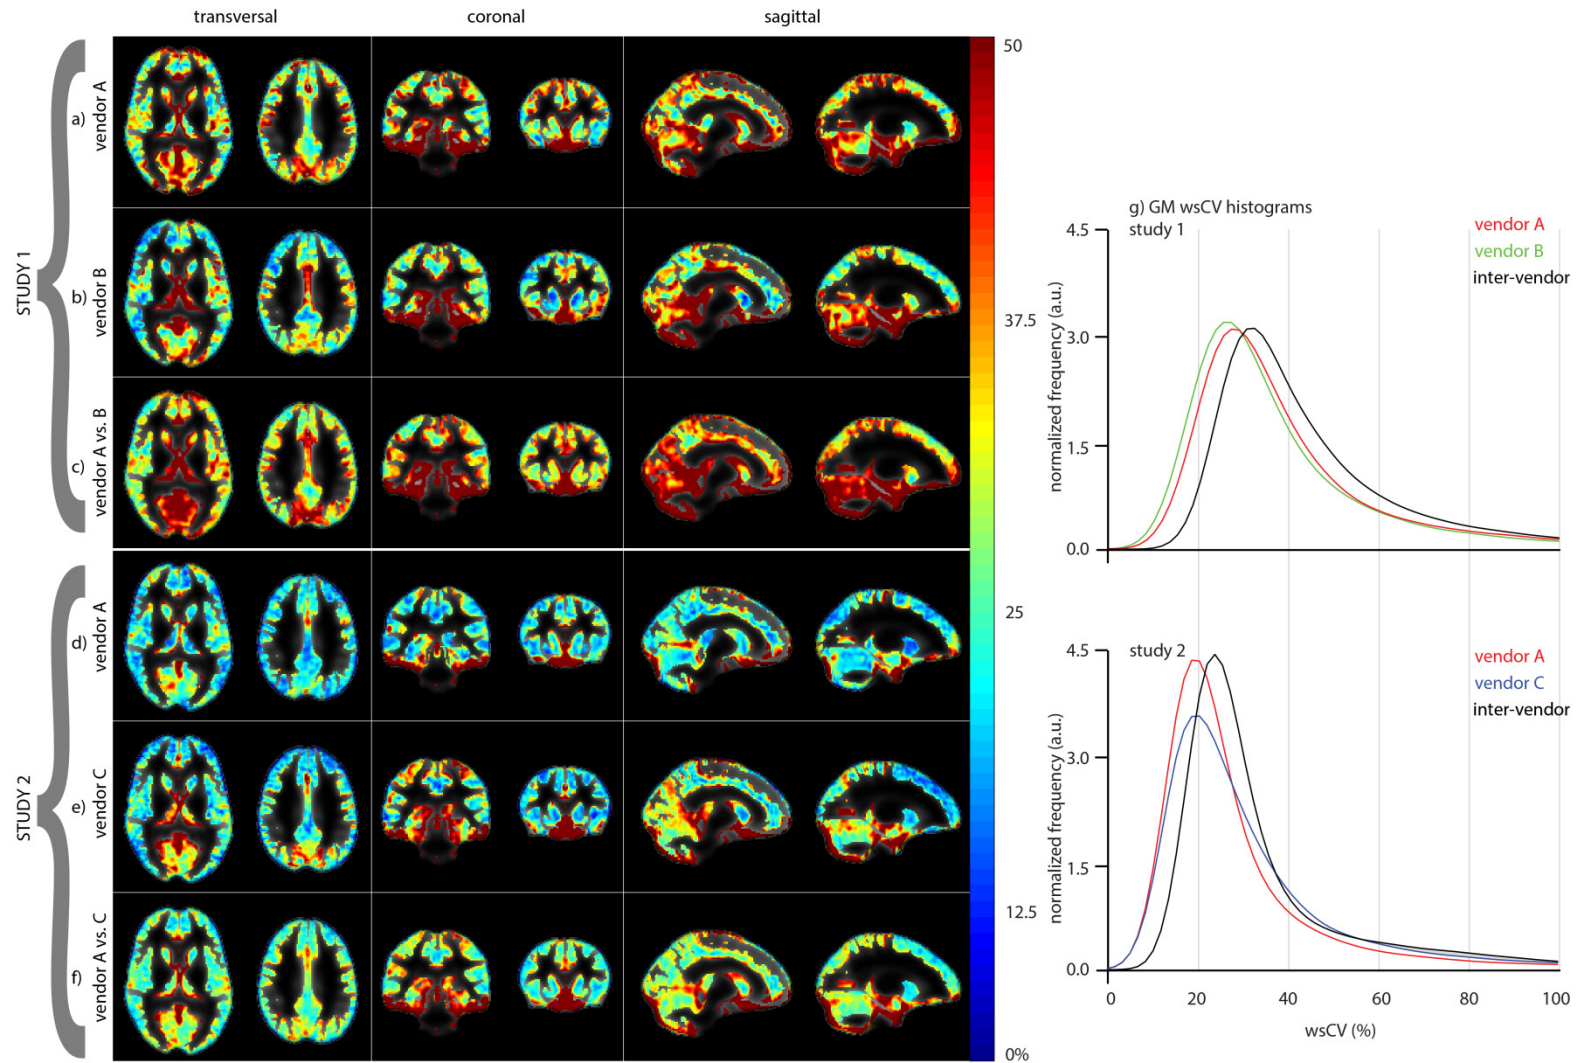 transversal
coronal
sagittal
STUDY 1
a)
vendor A
b)
vendor B
c)
vendor A vs. B
STUDY 2
d)
vendor A
e)
vendor C
f)
vendor A vs. C
50
37.5
25
12.5
0%
g) GM wsCV histograms
study 1
vendor A
vendor B
inter-vendor
normalized frequency (a.u.)
4.5
3.0
1.5
0.0
study 2
vendor A
vendor C
inter-vendor
normalized frequency (a.u.)
4.5
3.0
1.5
0.0
0
20
40
60
80
100
wsCV (%)